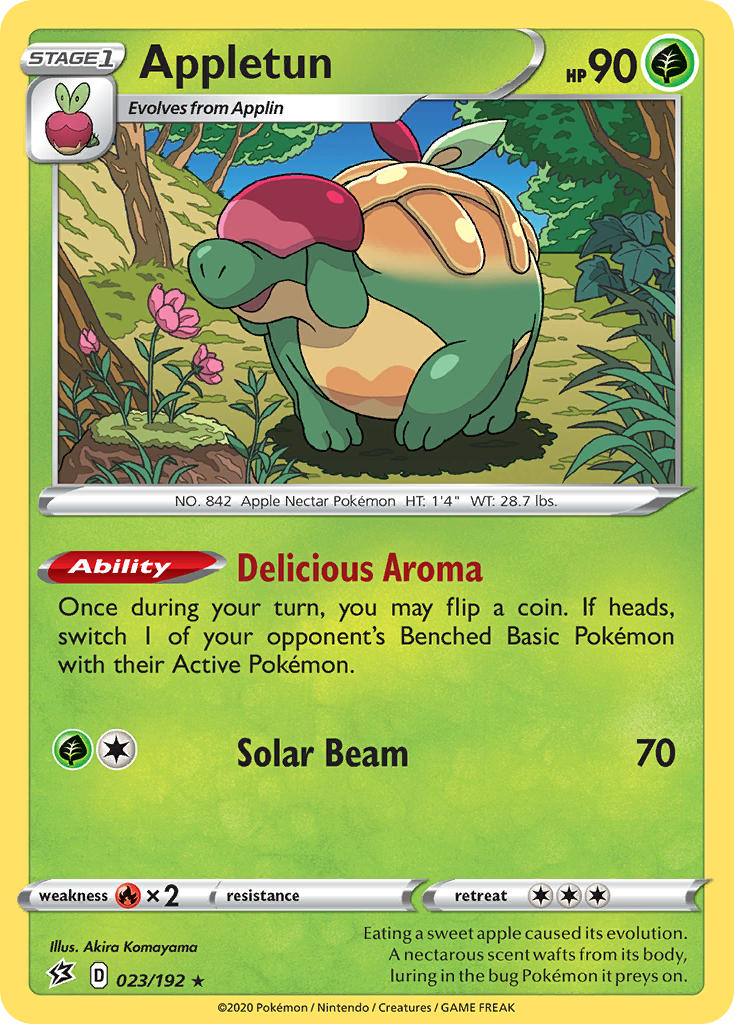 STAGE1
Appletun
HP90
Evolves from Applin
NO. 842 Apple Nectar Pokémon HT: 1'4" WT: 28.7 lbs.
Ability Delicious Aroma
Once during your turn, you may flip a coin. If heads,
switch 1 of your opponent's Benched Basic Pokémon
with their Active Pokémon.
Solar Beam 70
weakness ×2 resistance retreat
Illus. Akira Komayama
D 023/192 ★
Eating a sweet apple caused its evolution.
A nectarous scent wafts from its body,
luring in the bug Pokémon it preys on.
©2020 Pokémon / Nintendo / Creatures / GAME FREAK